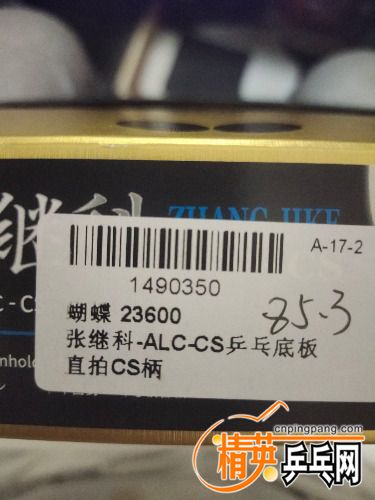 继科 ZHANG JIKE
A-17-2
1490350
蝴蝶 23600
85.3
张继科-ALC-CS乒乓底板
直拍CS柄
cnpingpang.com
精英乒乓网